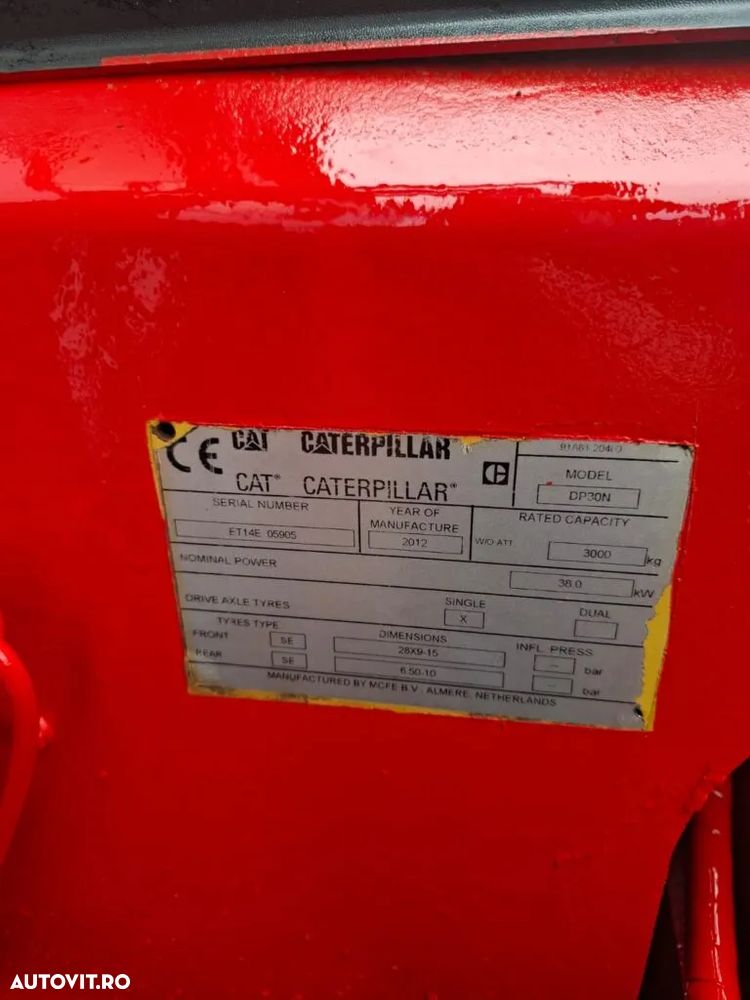 CE CAT CATERPILLAR
CAT® CATERPILLAR® C
MODEL
DP30N
SERIAL NUMBER
ET14E 05905
YEAR OF
MANUFACTURE
2012
RATED CAPACITY
W/O ATT 3000 kg
NOMINAL POWER 38.0 kW
DRIVE AXLE TYRES SINGLE X DUAL
TYRES TYPE DIMENSIONS INFL. PRESS
FRONT SE 28X9-15 -- bar
REAR SE 6.50-10 -- bar
MANUFACTURED BY MCFE B.V., ALMERE, NETHERLANDS
AUTOVIT.RO